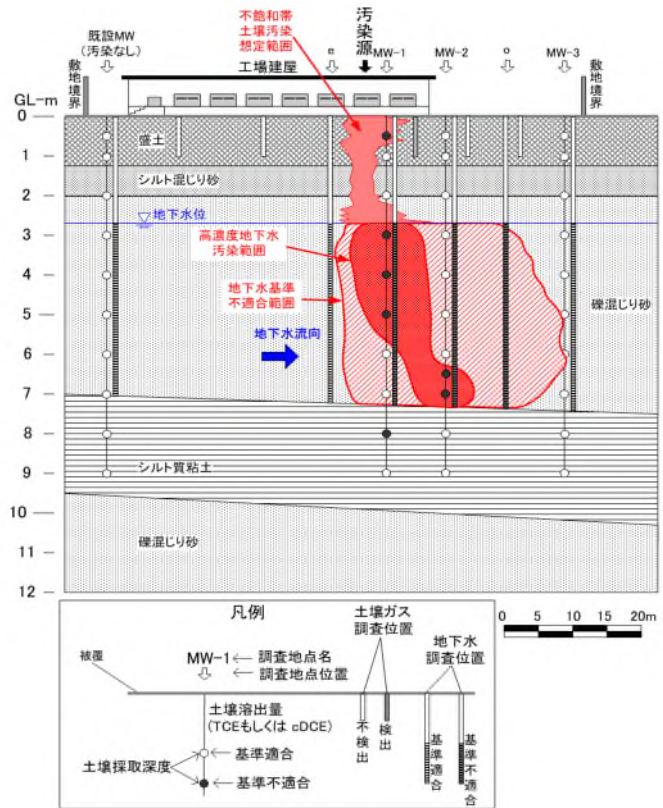 不飽和帯
土壌汚染
想定範囲
汚染源
既設MW
(汚染なし)
工場建屋
e
MW-1
MW-2
o
MW-3
敷地境界
敷地境界
GL-m
0
1
2
3
4
5
6
7
8
9
10
11
12
盛土
シルト混じり砂
地下水位
高濃度地下水
汚染範囲
地下水基準
不適合範囲
地下水流向
礫混じり砂
シルト質粘土
礫混じり砂
0 5 10 15 20m
凡例
被覆
MW-1
調査地点名
調査地点位置
土壌ガス
調査位置
地下水
調査位置
土壌溶出量
(TCEもしくは cDCE)
土壌採取深度
基準適合
基準不適合
不検出
検出
基準適合
基準不適合